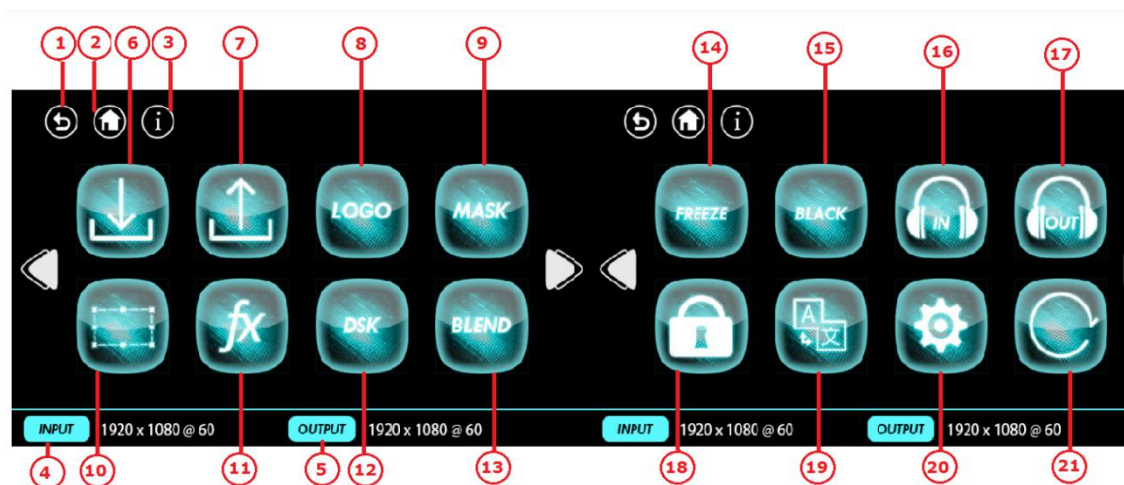 1 2 6 3 7 8 9 14 15 16 17
i i
LOGO MASK FREEZE BLACK IN OUT
fx DSK BLEND A 文
INPUT 1920 x 1080 @ 60 OUTPUT 1920 x 1080 @ 60 INPUT 1920 x 1080 @ 60 OUTPUT 1920 x 1080 @ 60
4 10 11 5 12 13 18 19 20 21